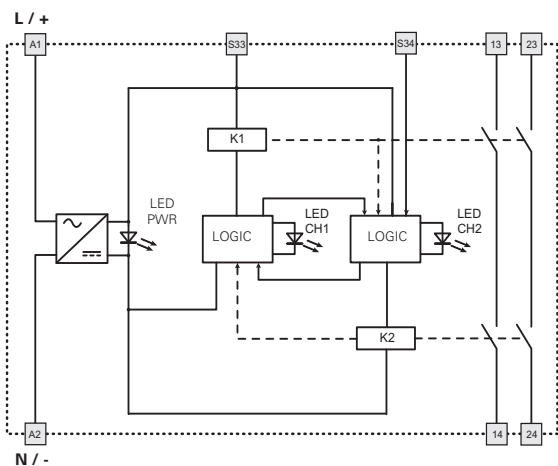 L / +
A1
S33
S34
13
23
K1
LED
PWR
LOGIC
LED
CH1
LOGIC
LED
CH2
K2
A2
14
24
N / -